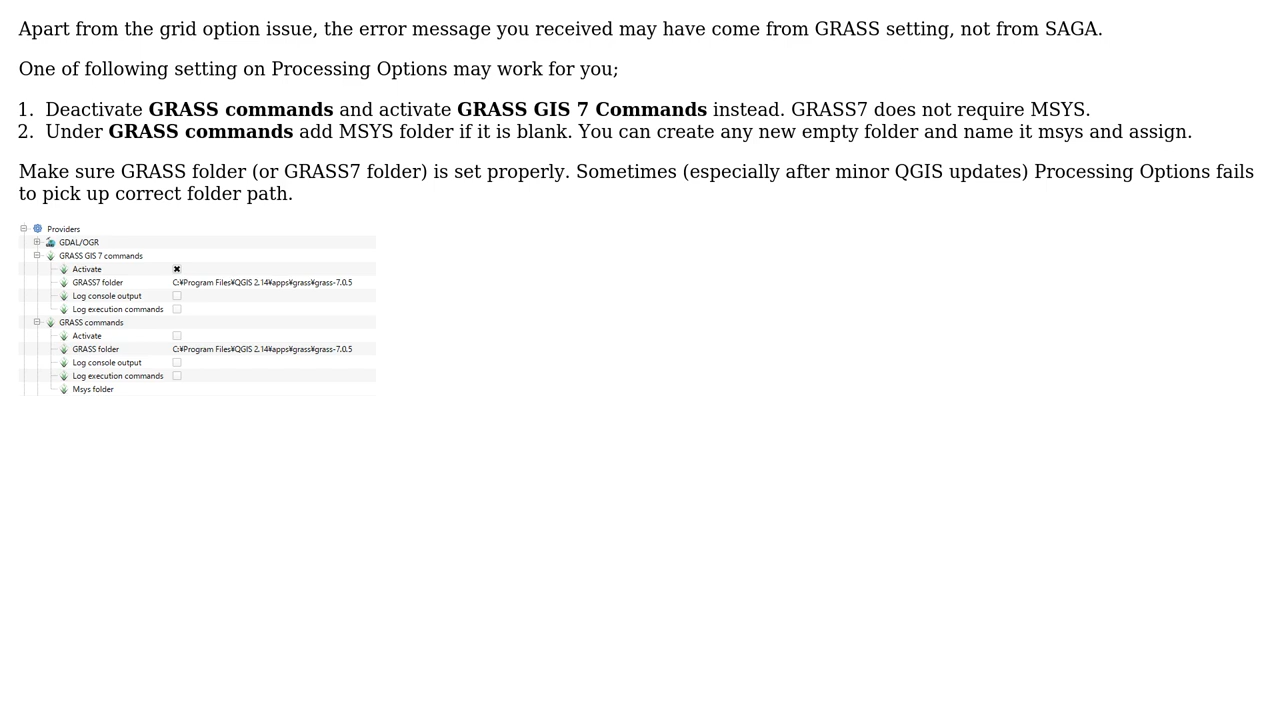 Apart from the grid option issue, the error message you received may have come from GRASS setting, not from SAGA.
One of following setting on Processing Options may work for you;
1. Deactivate GRASS commands and activate GRASS GIS 7 Commands instead. GRASS7 does not require MSYS.
2. Under GRASS commands add MSYS folder if it is blank. You can create any new empty folder and name it msys and assign.
Make sure GRASS folder (or GRASS7 folder) is set properly. Sometimes (especially after minor QGIS updates) Processing Options fails
to pick up correct folder path.
Providers
GDAL/OGR
GRASS GIS 7 commands
Activate
GRASS7 folder C:¥Program Files¥QGIS 2.14¥apps¥grass¥grass-7.0.5
Log console output
Log execution commands
GRASS commands
Activate
GRASS folder C:¥Program Files¥QGIS 2.14¥apps¥grass¥grass-7.0.5
Log console output
Log execution commands
Msys folder